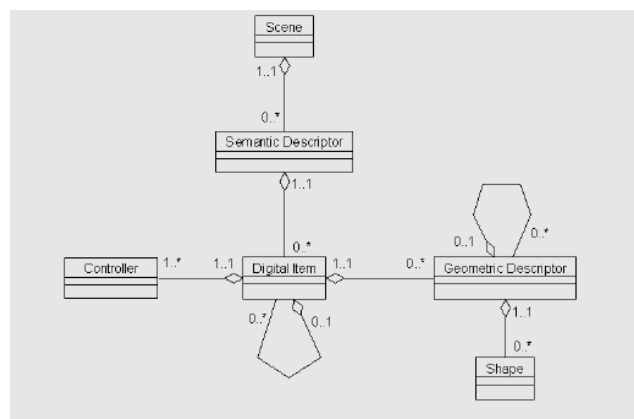 Scene
1..1
0..*
Semantic Descriptor
1..1
0..*
Controller
1..*
1..1
Digital Item
1..1
0..*
Geometric Descriptor
0..1
0..*
0..*
0..1
1..1
0..*
Shape